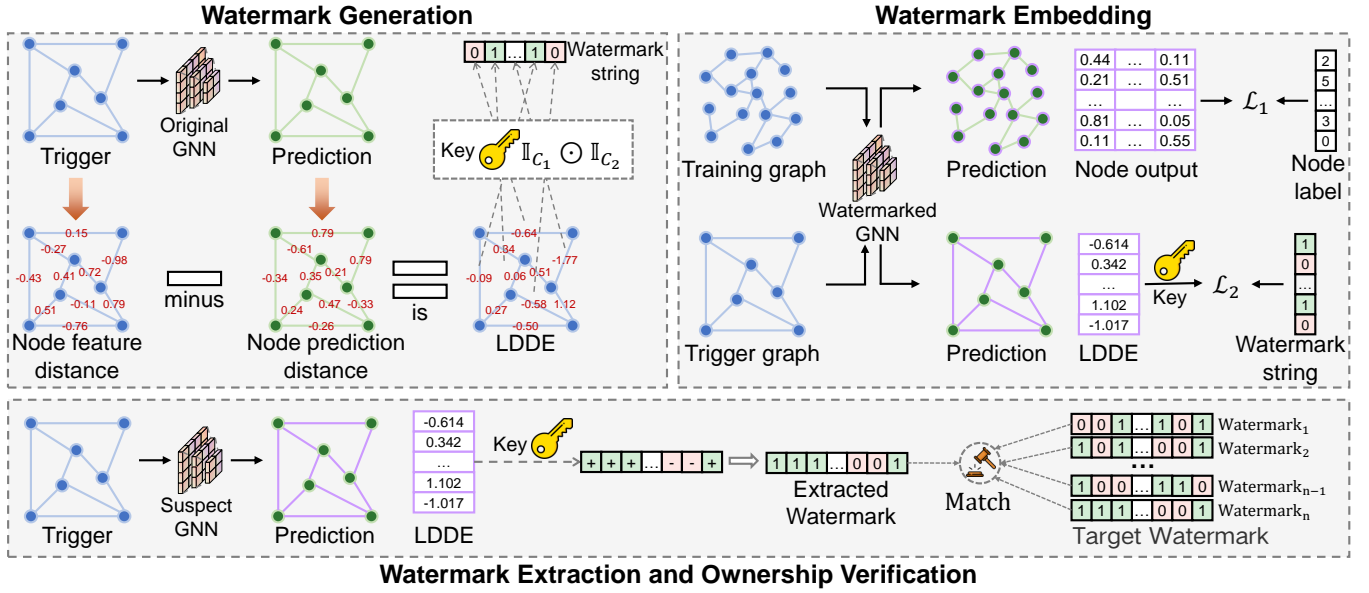 Watermark Generation
0 1 ... 1 0
Watermark
string
Original
GNN
Trigger
Prediction
Key
𝕀_{C_1} ⊙ 𝕀_{C_2}
0.15
-0.27
-0.98
-0.43
0.41
0.72
0.51
-0.11
0.79
-0.76
Node feature
distance
minus
0.79
-0.61
0.79
-0.34
0.35
0.21
0.24
0.47
-0.33
-0.26
Node prediction
distance
is
-0.64
0.34
-1.77
-0.09
0.06
0.51
0.27
-0.58
1.12
-0.50
LDDE
Watermark Embedding
Training graph
Watermarked
GNN
Prediction
0.44 ... 0.11
0.21 ... 0.51
... ...
0.81 ... 0.05
0.11 ... 0.55
Node output
ℒ₁
2
5
...
3
0
Node
label
Trigger graph
Prediction
-0.614
0.342
...
1.102
-1.017
LDDE
Key
ℒ₂
1
0
...
1
0
Watermark
string
Trigger
Suspect
GNN
Prediction
-0.614
0.342
...
1.102
-1.017
LDDE
Key
+ + + ... - - +
1 1 1 ... 0 0 1
Extracted
Watermark
Match
0 0 1 ... 1 0 1 Watermark₁
1 0 1 ... 0 0 1 Watermark₂
...
1 0 0 ... 1 1 0 Watermarkₙ₋₁
1 1 1 ... 0 0 1 Watermarkₙ
Target Watermark
Watermark Extraction and Ownership Verification